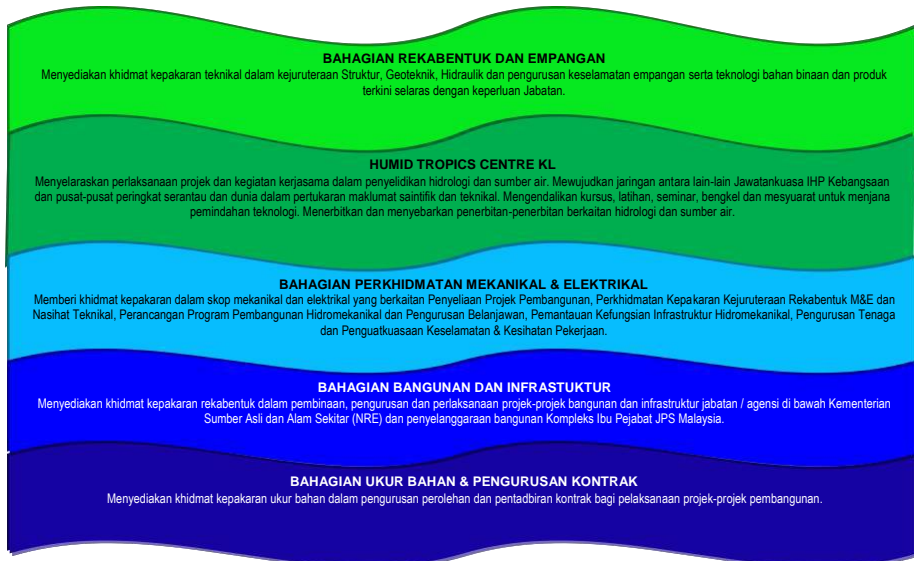 BAHAGIAN REKABENTUK DAN EMPANGAN
Menyediakan khidmat kepakaran teknikal dalam kejuruteraan Struktur, Geoteknik, Hidraulik dan pengurusan keselamatan empangan serta teknologi bahan binaan dan produk
terkini selaras dengan keperluan Jabatan.
HUMID TROPICS CENTRE KL
Menyelaraskan perlaksanaan projek dan kegiatan kerjasama dalam penyelidikan hidrologi dan sumber air. Mewujudkan jaringan antara lain-lain Jawatankuasa IHP Kebangsaan
dan pusat-pusat peringkat serantau dan dunia dalam pertukaran maklumat saintifik dan teknikal. Mengendalikan kursus, latihan, seminar, bengkel dan mesyuarat untuk menjana
pemindahan teknologi. Menerbitkan dan menyebarkan penerbitan-penerbitan berkaitan hidrologi dan sumber air.
BAHAGIAN PERKHIDMATAN MEKANIKAL & ELEKTRIKAL
Memberi khidmat kepakaran dalam skop mekanikal dan elektrikal yang berkaitan Penyeliaan Projek Pembangunan, Perkhidmatan Kepakaran Kejuruteraan Rekabentuk M&E dan
Nasihat Teknikal, Perancangan Program Pembangunan Hidromekanikal dan Pengurusan Belanjawan, Pemantauan Kefungsian Infrastruktur Hidromekanikal, Pengurusan Tenaga
dan Penguatkuasaan Keselamatan & Kesihatan Pekerjaan.
BAHAGIAN BANGUNAN DAN INFRASTUKTUR
Menyediakan khidmat kepakaran rekabentuk dalam pembinaan, pengurusan dan perlaksanaan projek-projek bangunan dan infrastruktur jabatan / agensi di bawah Kementerian
Sumber Asli dan Alam Sekitar (NRE) dan penyelanggaraan bangunan Kompleks Ibu Pejabat JPS Malaysia.
BAHAGIAN UKUR BAHAN & PENGURUSAN KONTRAK
Menyediakan khidmat kepakaran ukur bahan dalam pengurusan perolehan dan pentadbiran kontrak bagi pelaksanaan projek-projek pembangunan.